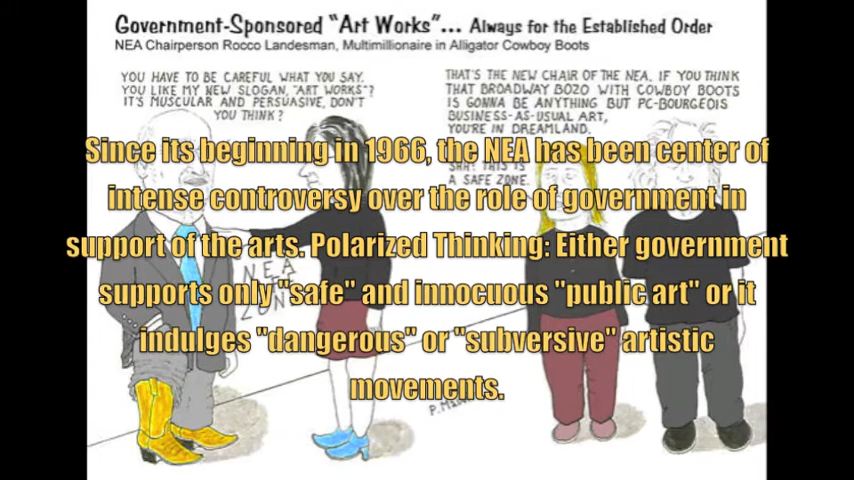 Government-Sponsored "Art Works"... Always for the Established Order
NEA Chairperson Rocco Landesman, Multimillionaire in Alligator Cowboy Boots
YOU HAVE TO BE CAREFUL WHAT YOU SAY.
YOU LIKE MY NEW SLOGAN, "ART WORKS"?
IT'S MUSCULAR AND PERSUASIVE, DON'T
YOU THINK?
THAT'S THE NEW CHAIR OF THE NEA. IF YOU THINK
THAT BROADWAY BOZO WITH COWBOY BOOTS
IS GONNA BE ANYTHING BUT PC-BOURGEOIS
BUSINESS-AS-USUAL ART,
YOU'RE IN DREAMLAND.
SHH! THIS IS
A SAFE ZONE.
Since its beginning in 1966, the NEA has been center of
intense controversy over the role of government in
support of the arts. Polarized Thinking: Either government
supports only "safe" and innocuous "public art" or it
indulges "dangerous" or "subversive" artistic
movements.
NEA